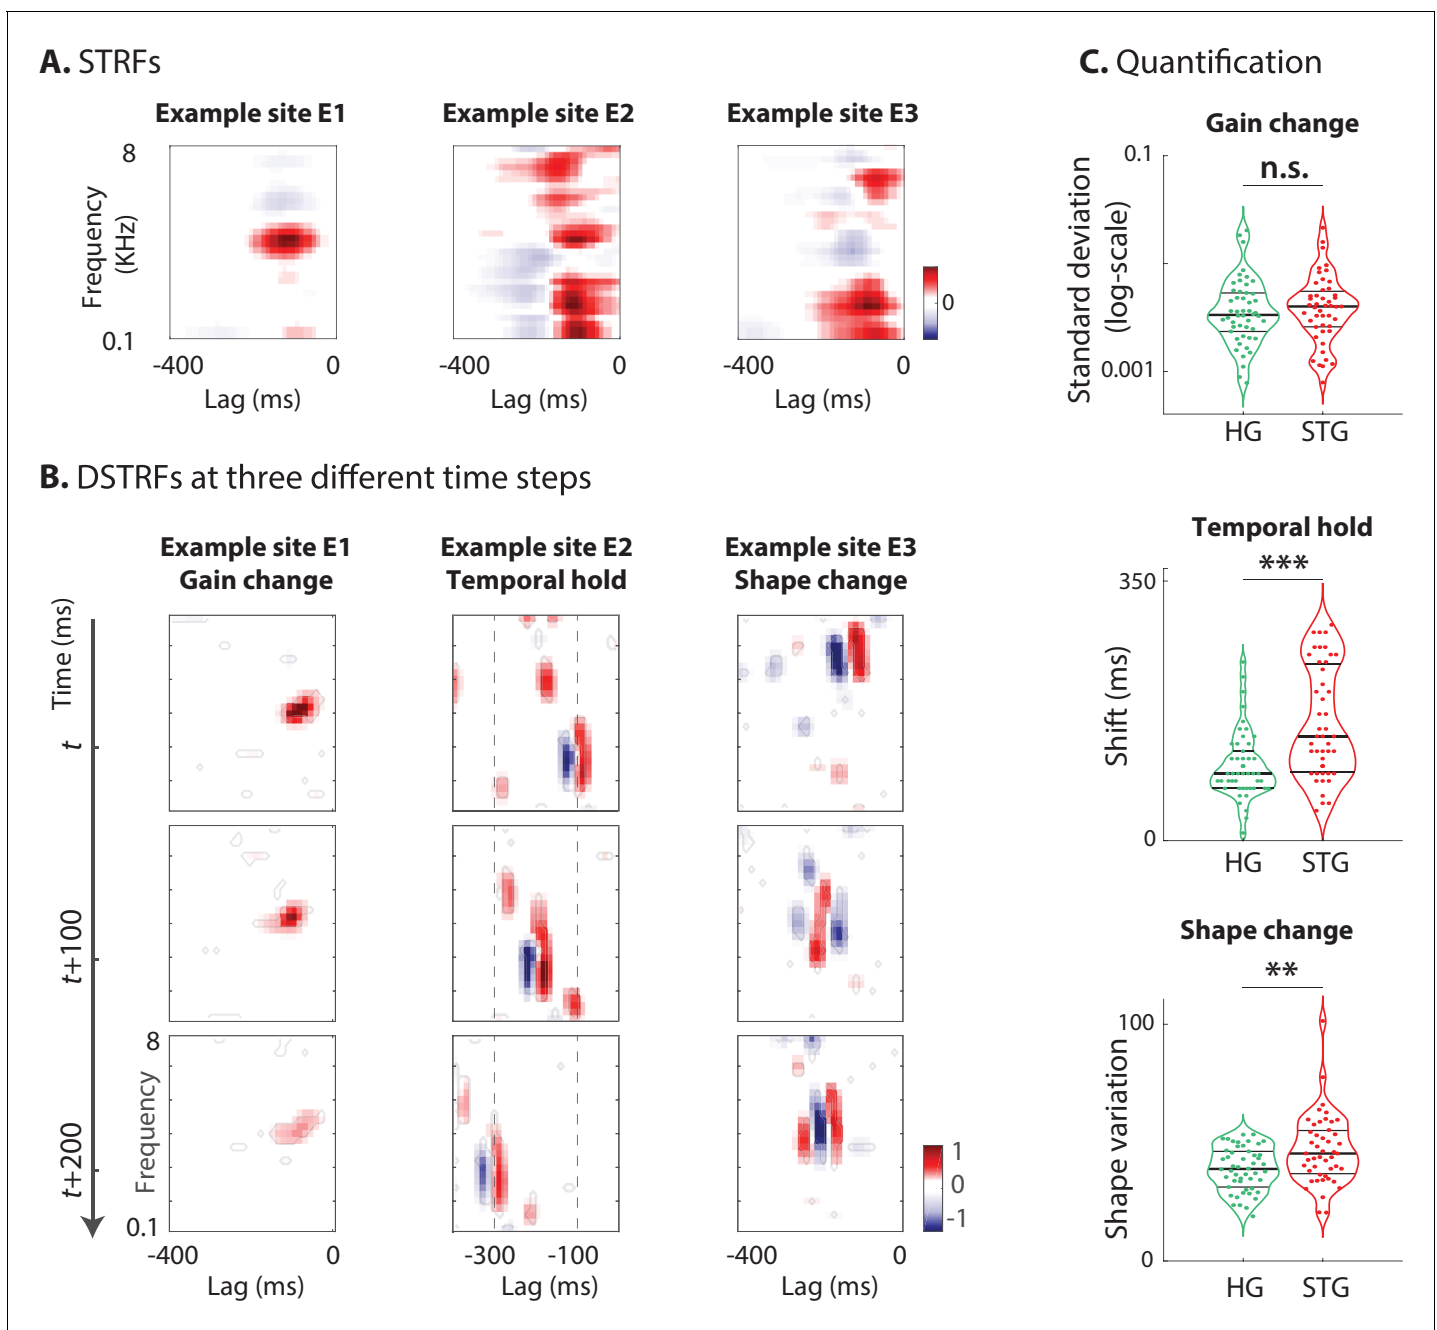 A. STRFs
Example site E1
Example site E2
Example site E3
8
Frequency
(KHz)
0.1
-400
0
-400
0
-400
0
Lag (ms)
Lag (ms)
Lag (ms)
0
B. DSTRFs at three different time steps
Example site E1
Gain change
Example site E2
Temporal hold
Example site E3
Shape change
Time (ms)
t
t+100
t+200
8
Frequency
0.1
-400
0
-300
-100
-400
0
Lag (ms)
Lag (ms)
Lag (ms)
1
0
-1
C. Quantification
Gain change
n.s.
Standard deviation
(log-scale)
0.1
0.001
HG
STG
Temporal hold
***
Shift (ms)
350
0
HG
STG
Shape change
**
Shape variation
100
0
HG
STG